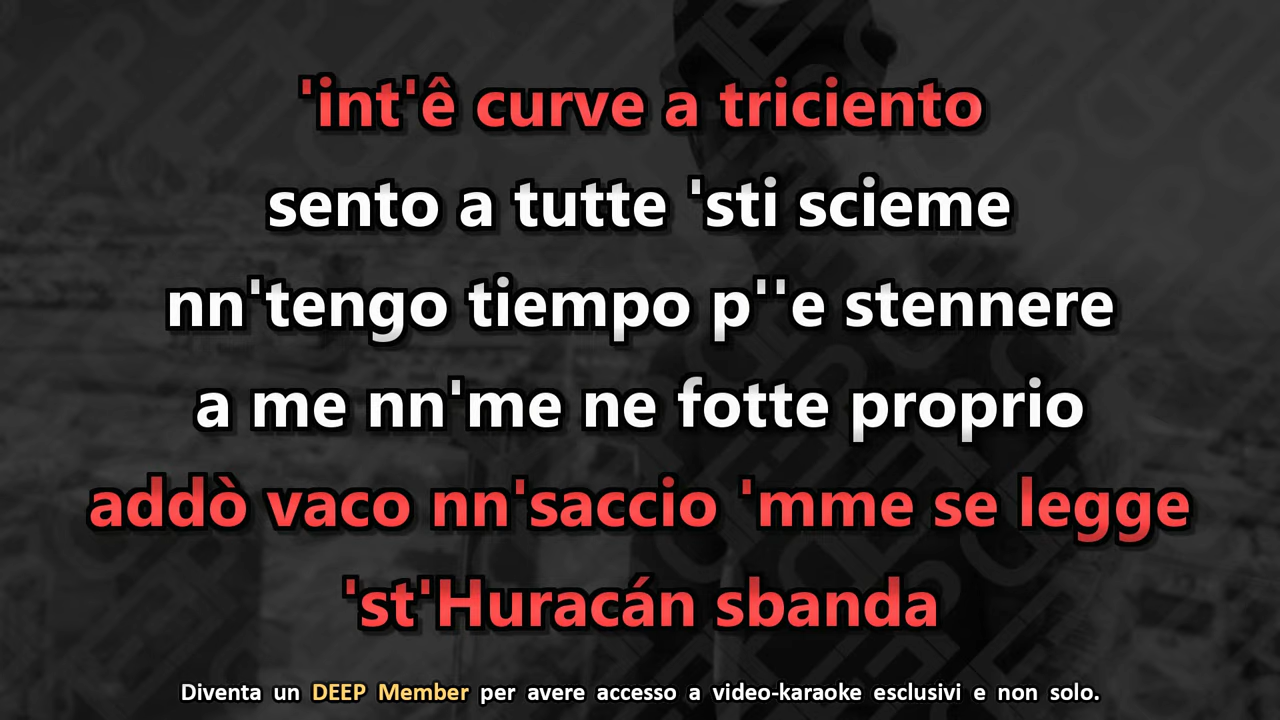 'int'ê curve a triciento
sento a tutte 'sti scieme
nn'tengo tiempo p''e stennere
a me nn'me ne fotte proprio
addò vaco nn'saccio 'mme se legge
'st'Huracán sbanda
Diventa un DEEP Member per avere accesso a video-karaoke esclusivi e non solo.